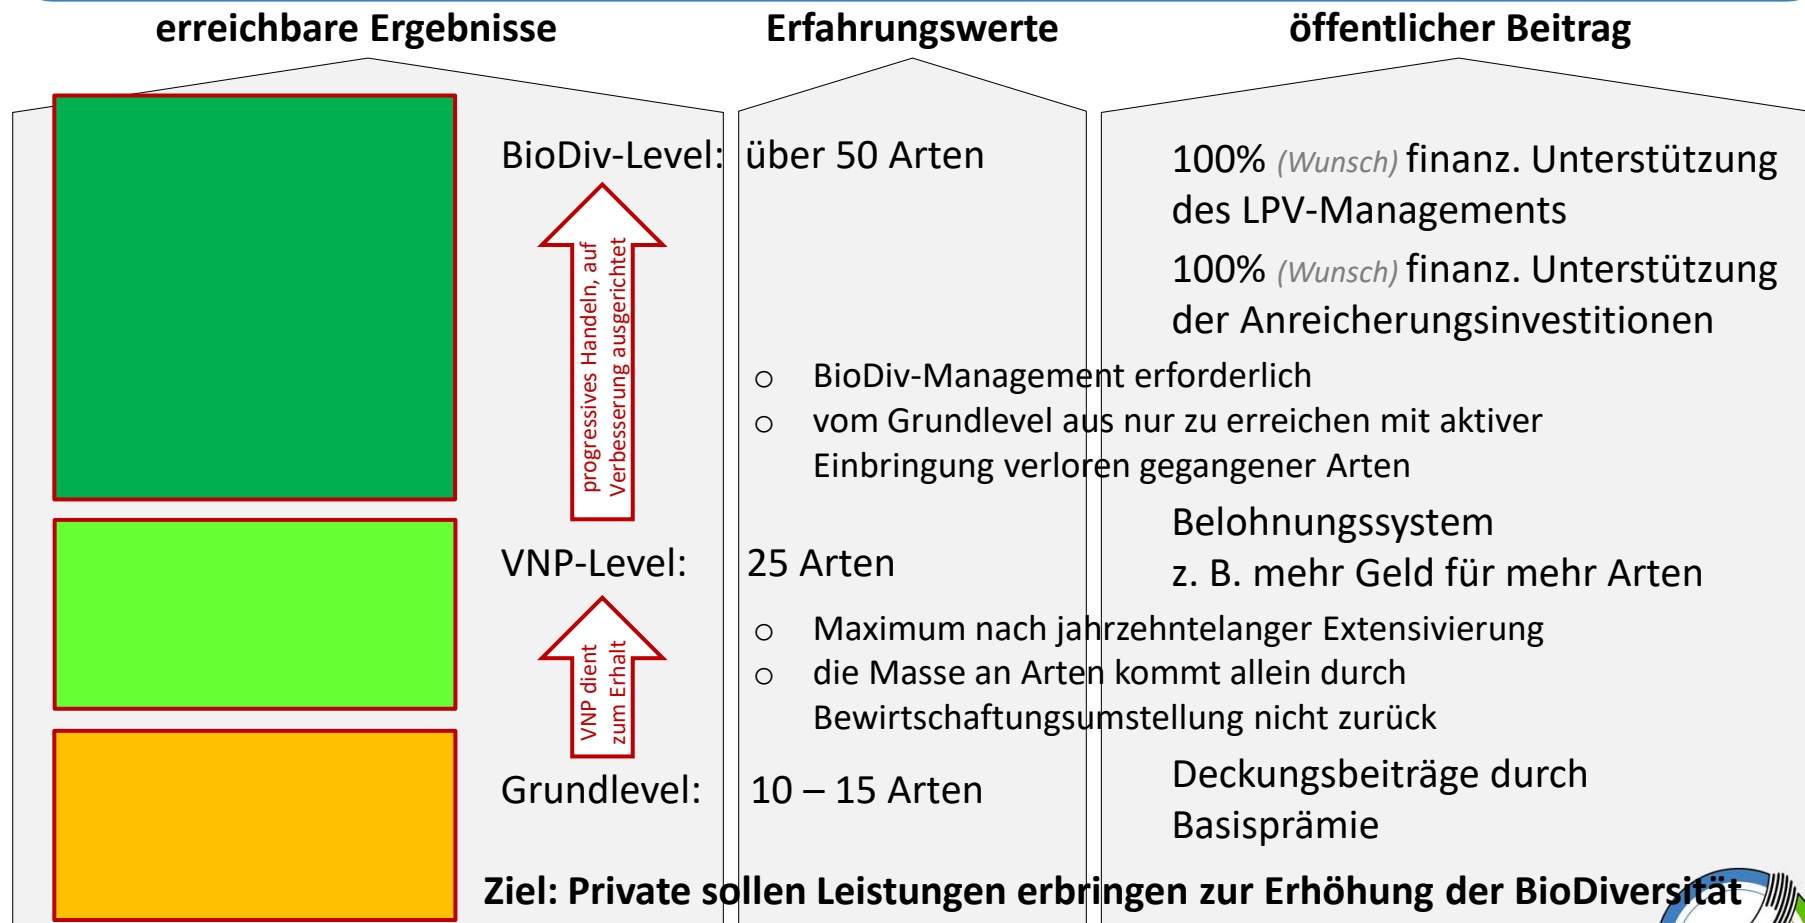 erreichbare Ergebnisse
Erfahrungswerte
öffentlicher Beitrag
BioDiv-Level:
über 50 Arten
100% (Wunsch) finanz. Unterstützung
des LPV-Managements
100% (Wunsch) finanz. Unterstützung
der Anreicherungsinvestitionen
progressives Handeln, auf
Verbesserung ausgerichtet
o BioDiv-Management erforderlich
o vom Grundlevel aus nur zu erreichen mit aktiver
Einbringung verloren gegangener Arten
VNP-Level:
25 Arten
Belohnungssystem
z. B. mehr Geld für mehr Arten
VNP dient
zum Erhalt
o Maximum nach jahrzehntelanger Extensivierung
o die Masse an Arten kommt allein durch
Bewirtschaftungsumstellung nicht zurück
Grundlevel:
10 – 15 Arten
Deckungsbeiträge durch
Basisprämie
Ziel: Private sollen Leistungen erbringen zur Erhöhung der BioDiversität